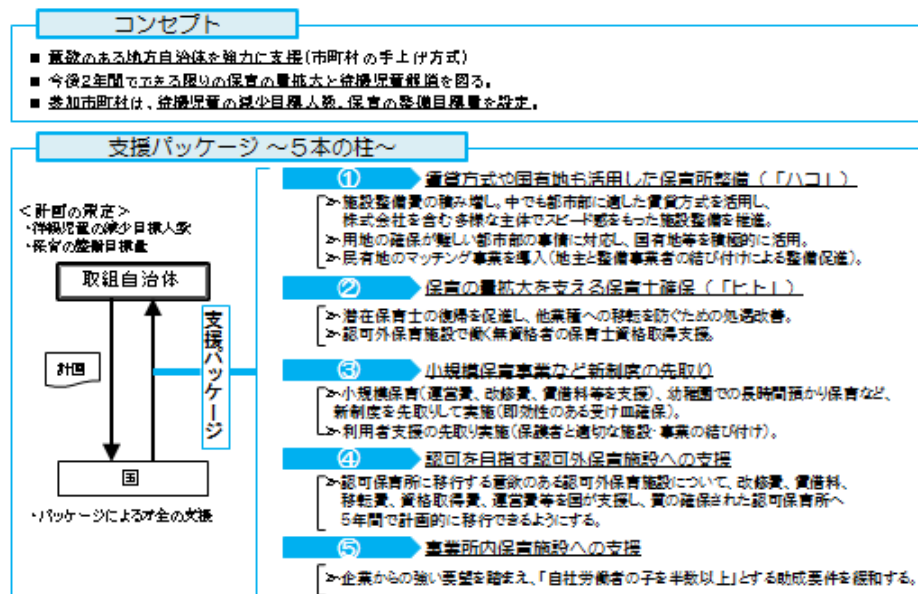 コンセプト
■ 意欲のある地方自治体を強力に支援(市町村の手上げ方式)
■ 今後2年間でできる限りの保育の量拡大と待機児童解消を図る。
■ 参加市町村は、待機児童の減少目標人数、保育の整備目標量を設定。
支援パッケージ ～5本の柱～
＜計画の策定＞
・待機児童の減少目標人数
・保育の整備目標量
取組自治体
計画
支援パッケージ
国
・パッケージによる万全の支援
① 賃貸方式や国有地も活用した保育所整備（「ハコ」）
➢施設整備費の積み増し。中でも都市部に適した賃貸方式を活用し、
株式会社を含む多様な主体でスピード感をもった施設整備を推進。
➢用地の確保が難しい都市部の事情に対応し、国有地等を積極的に活用。
➢民有地のマッチング事業を導入(地主と整備事業者の結び付けによる整備促進)。
② 保育の量拡大を支える保育士確保（「ヒト」）
➢潜在保育士の復帰を促進し、他業種への移転を防ぐための処遇改善。
➢認可外保育施設で働く無資格者の保育士資格取得支援。
③ 小規模保育事業など新制度の先取り
➢小規模保育(運営費、改修費、賃借料等を支援)、幼稚園での長時間預かり保育など、
新制度を先取りして実施(即効性のある受け皿確保)。
➢利用者支援の先取り実施(保護者と適切な施設・事業の結び付け)。
④ 認可を目指す認可外保育施設への支援
➢認可保育所に移行する意欲のある認可外保育施設について、改修費、賃借料、
移転費、資格取得費、運営費等を国が支援し、質の確保された認可保育所へ
5年間で計画的に移行できるようにする。
⑤ 事業所内保育施設への支援
➢企業からの強い要望を踏まえ、「自社労働者の子を半数以上」とする助成要件を緩和する。